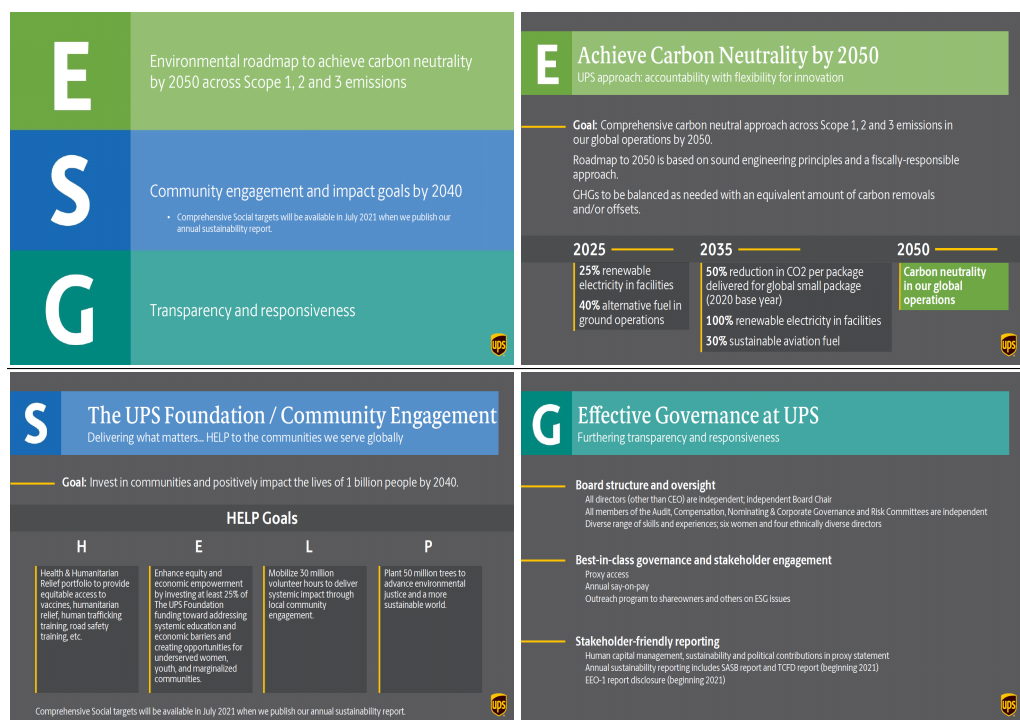 E
Environmental roadmap to achieve carbon neutrality
by 2050 across Scope 1, 2 and 3 emissions
S
Community engagement and impact goals by 2040
• Comprehensive Social targets will be available in July 2021 when we publish our
annual sustainability report.
G
Transparency and responsiveness
ups
E
Achieve Carbon Neutrality by 2050
UPS approach: accountability with flexibility for innovation
Goal: Comprehensive carbon neutral approach across Scope 1, 2 and 3 emissions in
our global operations by 2050.
Roadmap to 2050 is based on sound engineering principles and a fiscally-responsible
approach.
GHGs to be balanced as needed with an equivalent amount of carbon removals
and/or offsets.
2025
25% renewable
electricity in facilities
40% alternative fuel in
ground operations
2035
50% reduction in CO2 per package
delivered for global small package
(2020 base year)
100% renewable electricity in facilities
30% sustainable aviation fuel
2050
Carbon neutrality
in our global
operations
ups
S
The UPS Foundation / Community Engagement
Delivering what matters... HELP to the communities we serve globally
Goal: Invest in communities and positively impact the lives of 1 billion people by 2040.
HELP Goals
H
Health & Humanitarian
Relief portfolio to provide
equitable access to
vaccines, humanitarian
relief, human trafficking
training, road safety
training, etc.
E
Enhance equity and
economic empowerment
by investing at least 25% of
The UPS Foundation
funding toward addressing
systemic education and
economic barriers and
creating opportunities for
underserved women,
youth, and marginalized
communities.
L
Mobilize 30 million
volunteer hours to deliver
systemic impact through
local community
engagement.
P
Plant 50 million trees to
advance environmental
justice and a more
sustainable world.
Comprehensive Social targets will be available in July 2021 when we publish our annual sustainability report.
ups
G
Effective Governance at UPS
Furthering transparency and responsiveness
Board structure and oversight
All directors (other than CEO) are independent; Independent Board Chair
All members of the Audit, Compensation, Nominating & Corporate Governance and Risk Committees are independent
Diverse range of skills and experiences; six women and four ethnically diverse directors
Best-in-class governance and stakeholder engagement
Proxy access
Annual say-on-pay
Outreach program to shareowners and others on ESG issues
Stakeholder-friendly reporting
Human capital management, sustainability and political contributions in proxy statement
Annual sustainability reporting includes SASB report and TCFD report (beginning 2021)
EEO-1 report disclosure (beginning 2021)
ups